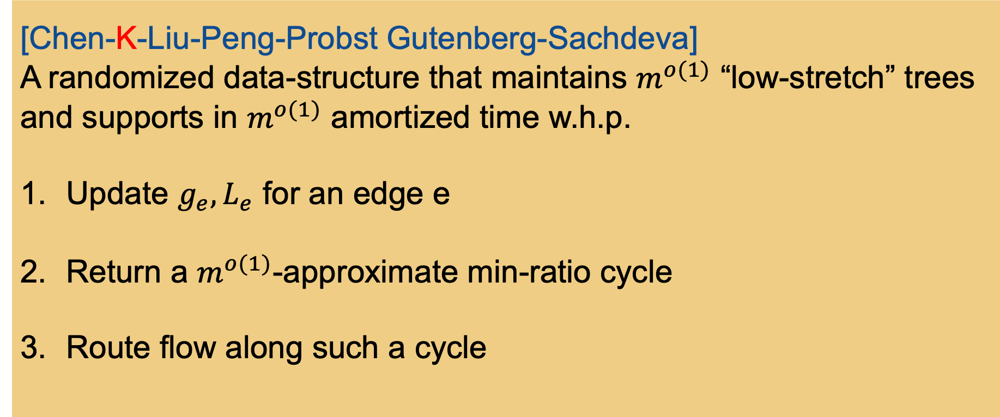 [Chen-K-Liu-Peng-Probst Gutenberg-Sachdeva]
A randomized data-structure that maintains $m^{o(1)}$ “low-stretch” trees
and supports in $m^{o(1)}$ amortized time w.h.p.
1. Update $g_e, L_e$ for an edge e
2. Return a $m^{o(1)}$-approximate min-ratio cycle
3. Route flow along such a cycle